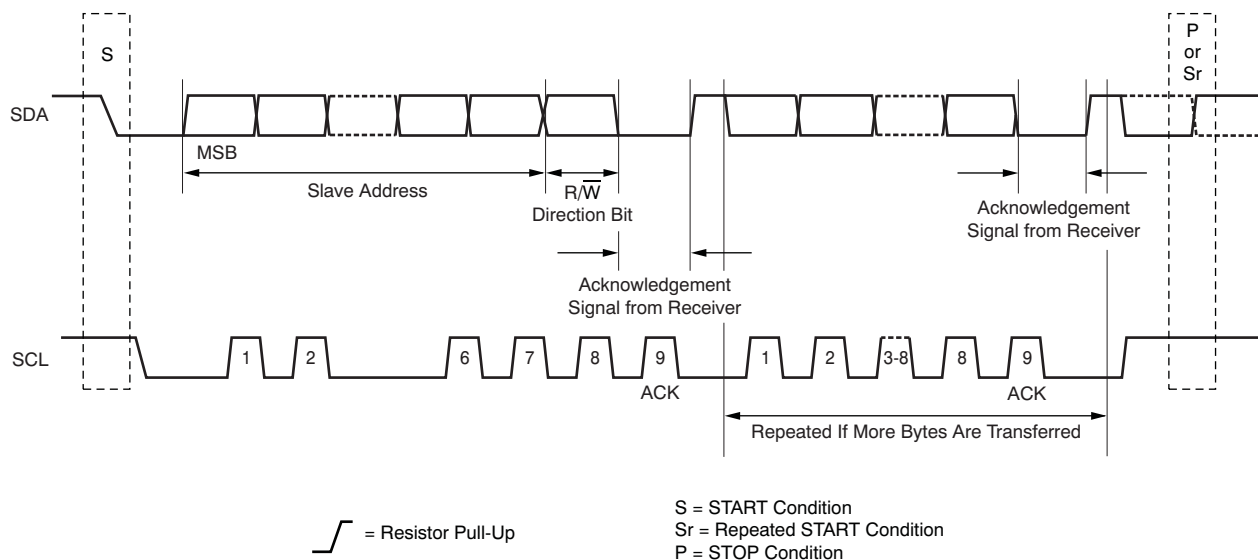 S
P
or
Sr
SDA
MSB
Slave Address
R/W̅
Direction Bit
Acknowledgement
Signal from Receiver
Acknowledgement
Signal from Receiver
SCL
1
2
6
7
8
9
1
2
3-8
8
9
ACK
ACK
Repeated If More Bytes Are Transferred
= Resistor Pull-Up
S = START Condition
Sr = Repeated START Condition
P = STOP Condition